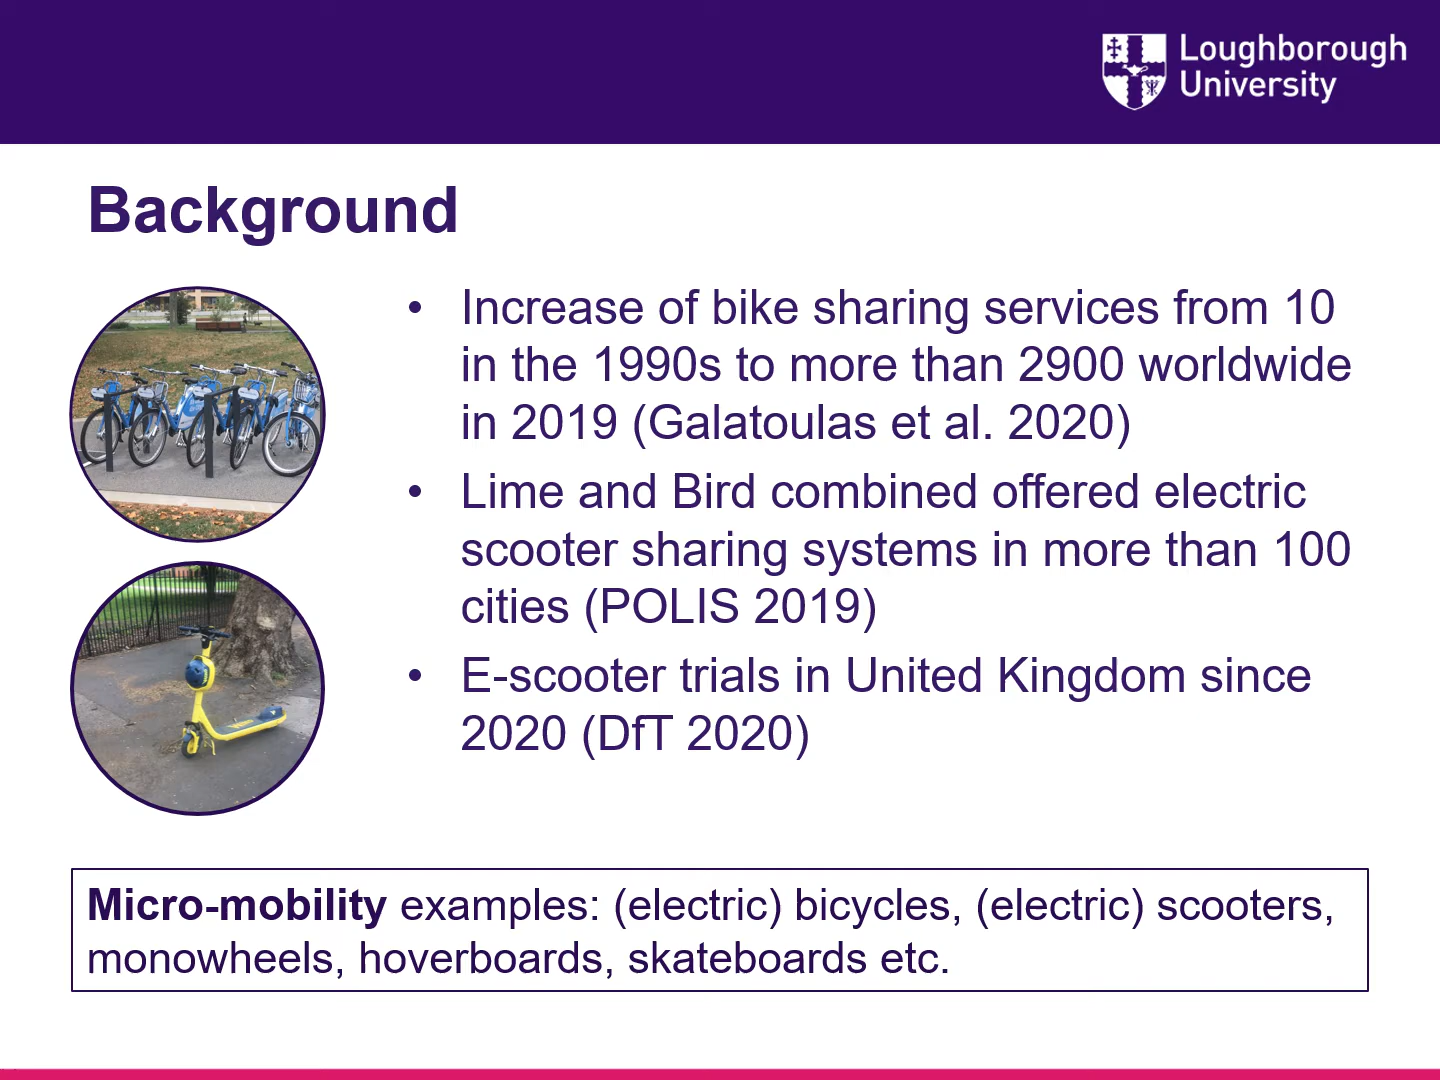 Loughborough
University
Background
• Increase of bike sharing services from 10
in the 1990s to more than 2900 worldwide
in 2019 (Galatoulas et al. 2020)
• Lime and Bird combined offered electric
scooter sharing systems in more than 100
cities (POLIS 2019)
• E-scooter trials in United Kingdom since
2020 (DfT 2020)
Micro-mobility examples: (electric) bicycles, (electric) scooters,
monowheels, hoverboards, skateboards etc.